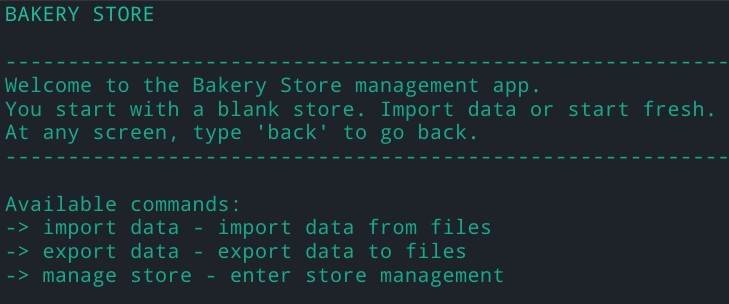 BAKERY STORE
----------------------------------------------------------
Welcome to the Bakery Store management app.
You start with a blank store. Import data or start fresh.
At any screen, type 'back' to go back.
----------------------------------------------------------
Available commands:
-> import data - import data from files
-> export data - export data to files
-> manage store - enter store management